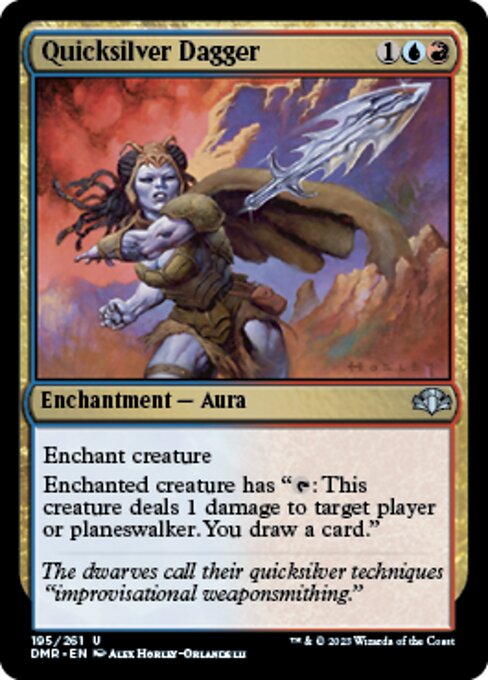 Quicksilver Dagger 1
HORLEY
Enchantment — Aura
Enchant creature
Enchanted creature has “: This
creature deals 1 damage to target player
or planeswalker. You draw a card.”
The dwarves call their quicksilver techniques
“improvisational weaponsmithing.”
195/261 U
™ & © 2023 Wizards of the Coast
DMR • EN ALEX HORLEY-ORLANDELLI